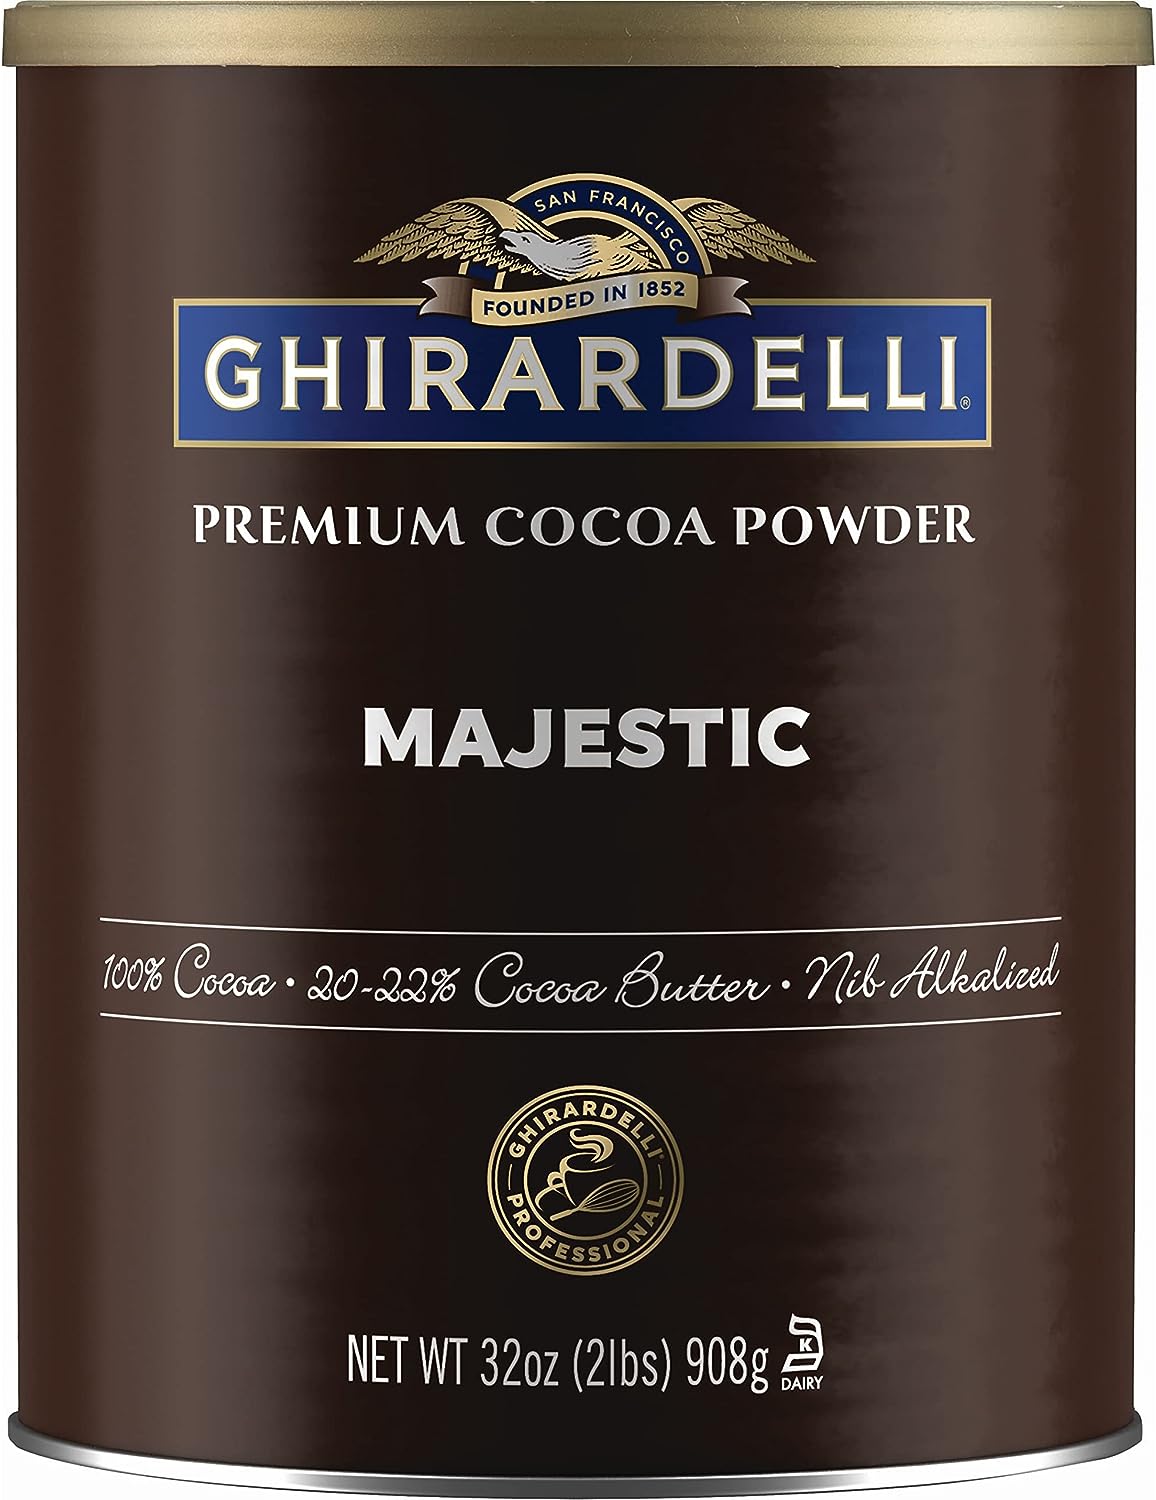 SAN FRANCISCO
FOUNDED IN 1852
GHIRARDELLI®
PREMIUM COCOA POWDER
MAJESTIC
100% Cocoa • 20-22% Cocoa Butter • Nib Alkalized
GHIRARDELLI®
PROFESSIONAL
NET WT 32oz (2lbs) 908g
K
DAIRY